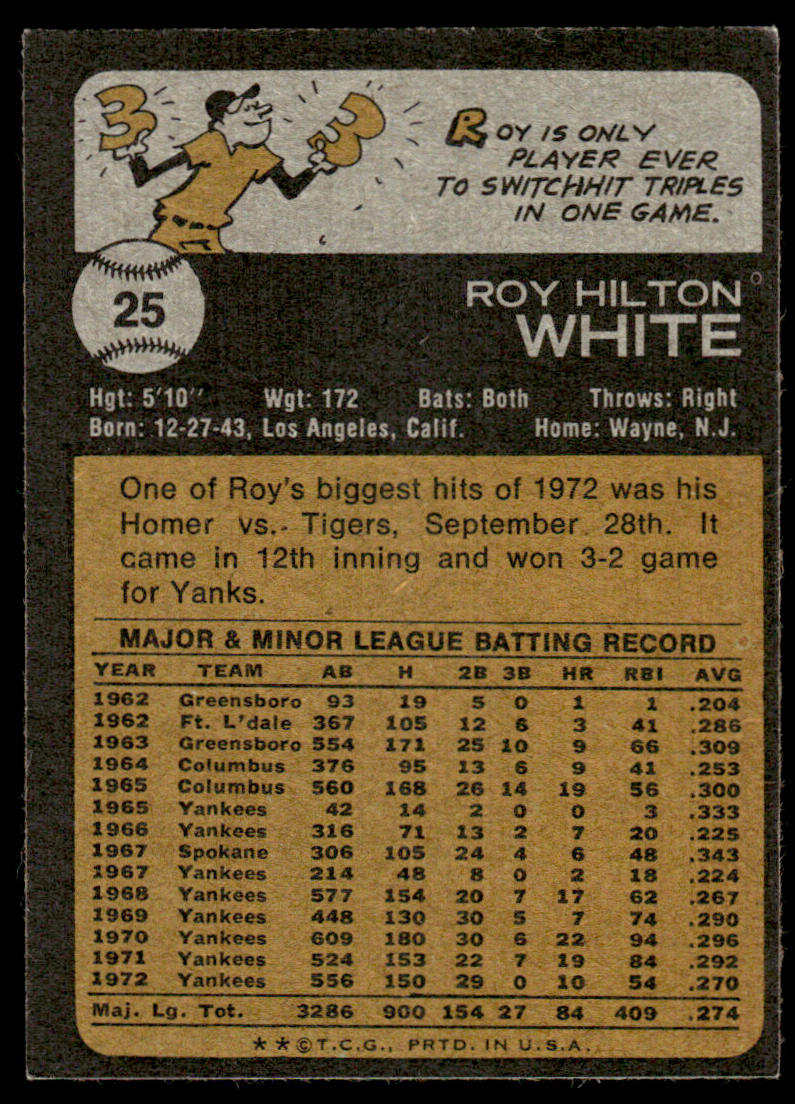 3 3
ROY IS ONLY
PLAYER EVER
TO SWITCHHIT TRIPLES
IN ONE GAME.
25
ROY HILTON
WHITE
Hgt: 5'10" Wgt: 172 Bats: Both Throws: Right
Born: 12-27-43, Los Angeles, Calif. Home: Wayne, N.J.
One of Roy's biggest hits of 1972 was his
Homer vs. Tigers, September 28th. It
came in 12th inning and won 3-2 game
for Yanks.
MAJOR & MINOR LEAGUE BATTING RECORD
YEAR TEAM AB H 2B 3B HR RBI AVG
1962 Greensboro 93 19 5 0 1 1 .204
1962 Ft. L'dale 367 105 12 6 3 41 .286
1963 Greensboro 554 171 25 10 9 66 .309
1964 Columbus 376 95 13 6 9 41 .253
1965 Columbus 560 168 26 14 19 56 .300
1965 Yankees 42 14 2 0 0 3 .333
1966 Yankees 316 71 13 2 7 20 .225
1967 Spokane 306 105 24 4 6 48 .343
1967 Yankees 214 48 8 0 2 18 .224
1968 Yankees 577 154 20 7 17 62 .267
1969 Yankees 448 130 30 5 7 74 .290
1970 Yankees 609 180 30 6 22 94 .296
1971 Yankees 524 153 22 7 19 84 .292
1972 Yankees 556 150 29 0 10 54 .270
Maj. Lg. Tot. 3286 900 154 27 84 409 .274
**©T.C.G., PRTD. IN U.S.A.